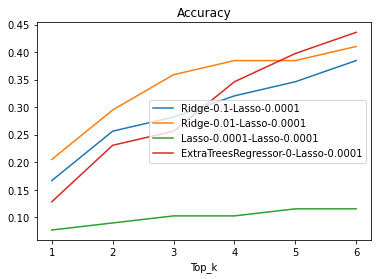 Accuracy
0.45
0.40
0.35
0.30
0.25
0.20
0.15
0.10
Ridge-0.1-Lasso-0.0001
Ridge-0.01-Lasso-0.0001
Lasso-0.0001-Lasso-0.0001
ExtraTreesRegressor-0-Lasso-0.0001
1 2 3 4 5 6
Top_k